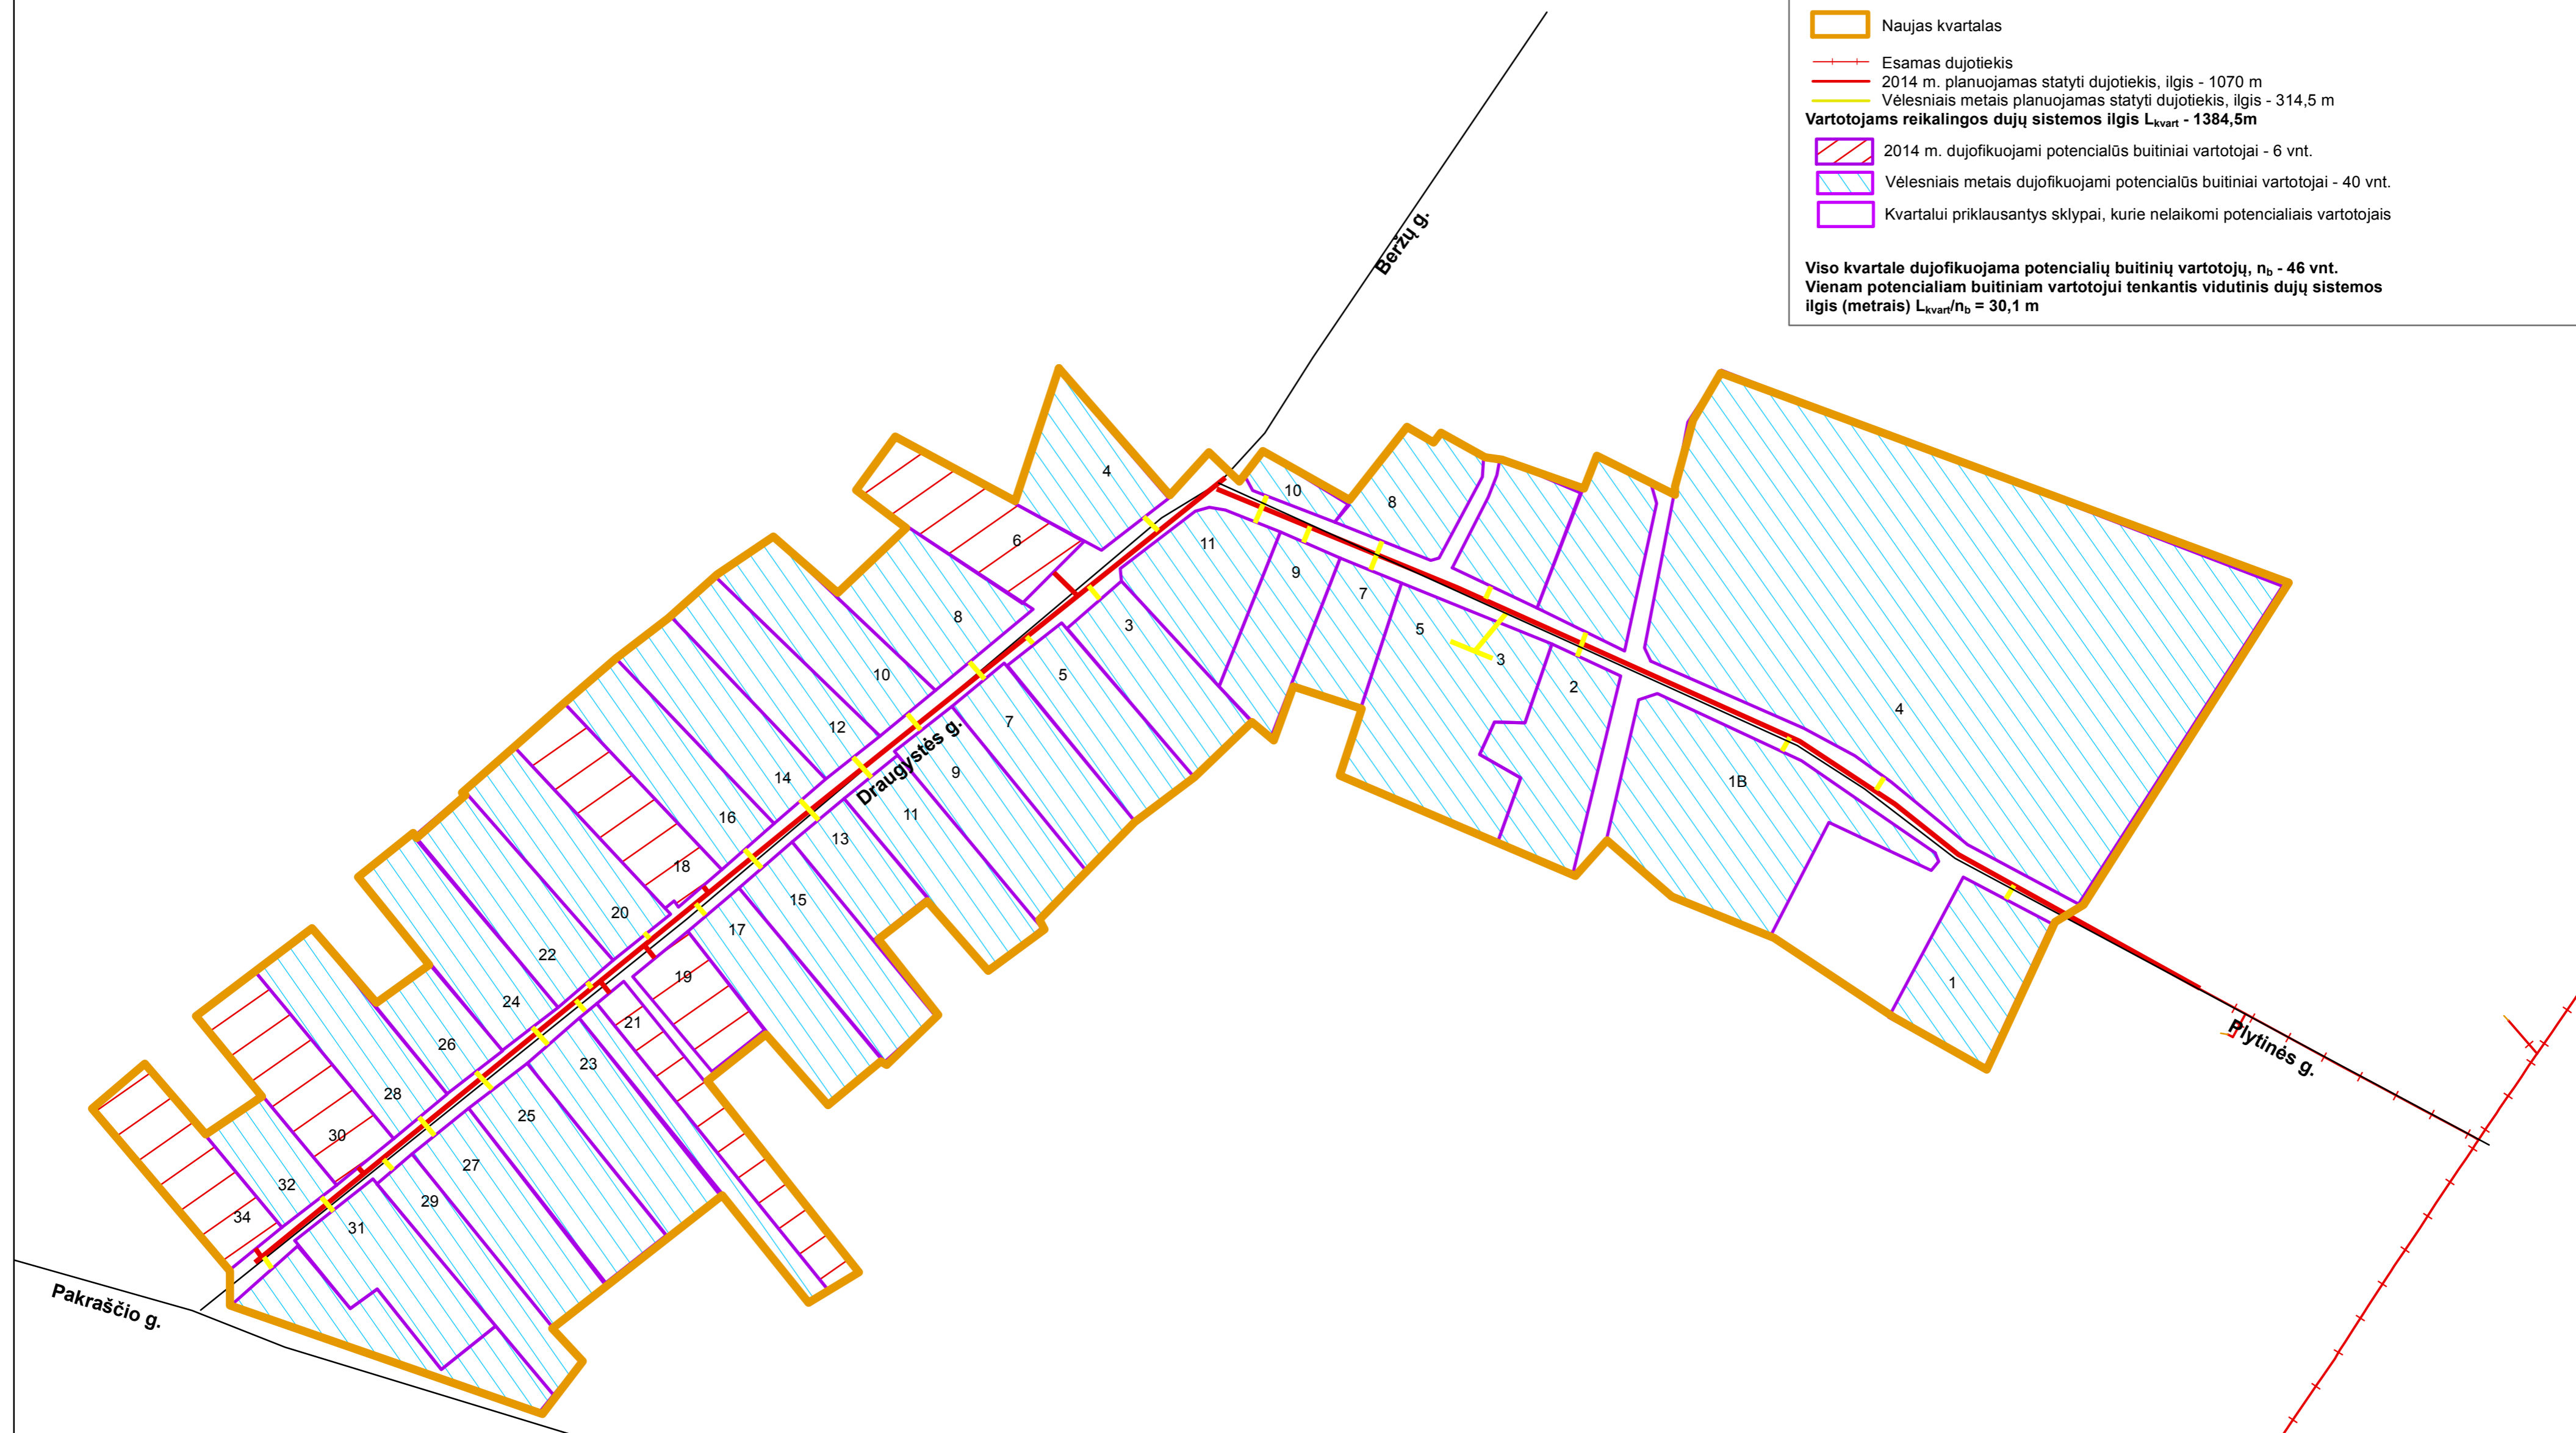 Naujas kvartalas
Esamas dujotiekis
2014 m. planuojamas statyti dujotiekis, ilgis - 1070 m
Vėlesniais metais planuojamas statyti dujotiekis, ilgis - 314,5 m
Vartotojams reikalingos dujų sistemos ilgis Lkvart - 1384,5m
2014 m. dujofikuojami potencialūs buitiniai vartotojai - 6 vnt.
Vėlesniais metais dujofikuojami potencialūs buitiniai vartotojai - 40 vnt.
Kvartalui priklausantys sklypai, kurie nelaikomi potencialiais vartotojais
Viso kvartale dujofikuojama potencialių buitinių vartotojų, nb - 46 vnt.
Vienam potencialiam buitiniam vartotojui tenkantis vidutinis dujų sistemos
ilgis (metrais) Lkvart/nb = 30,1 m
Beržų g.
4
6
8
10
12
14
16
18
20
22
24
26
28
30
32
34
Draugystės g.
11
3
5
7
9
11
13
15
17
19
21
23
25
27
29
31
10
8
9
7
5
3
2
4
1B
1
Plytinės g.
Pakraščio g.